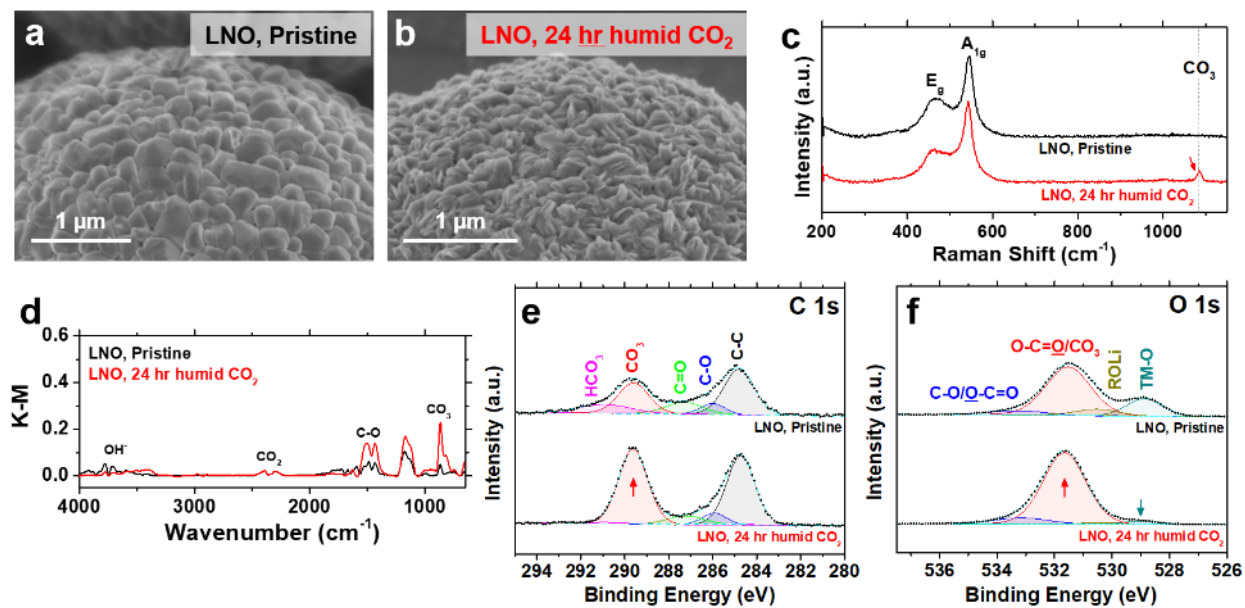 a
LNO, Pristine
1 μm
b
LNO, 24 hr humid CO₂
1 μm
c
Intensity (a.u.)
E_g
A_1g
CO₃
LNO, Pristine
LNO, 24 hr humid CO₂
200 400 600 800 1000
Raman Shift (cm⁻¹)
d
K-M
0.6
0.4
0.2
0.0
LNO, Pristine
LNO, 24 hr humid CO₂
OH⁻
CO₂
C-O
CO₃
4000 3000 2000 1000
Wavenumber (cm⁻¹)
e
C 1s
Intensity (a.u.)
HCO₃
CO₃
C=O
C-O
C-C
LNO, Pristine
LNO, 24 hr humid CO₂
294 292 290 288 286 284 282 280
Binding Energy (eV)
f
O 1s
Intensity (a.u.)
C-O/O-C=O
O-C=O/CO₃
ROLi
TM-O
LNO, Pristine
LNO, 24 hr humid CO₂
536 534 532 530 528 526
Binding Energy (eV)